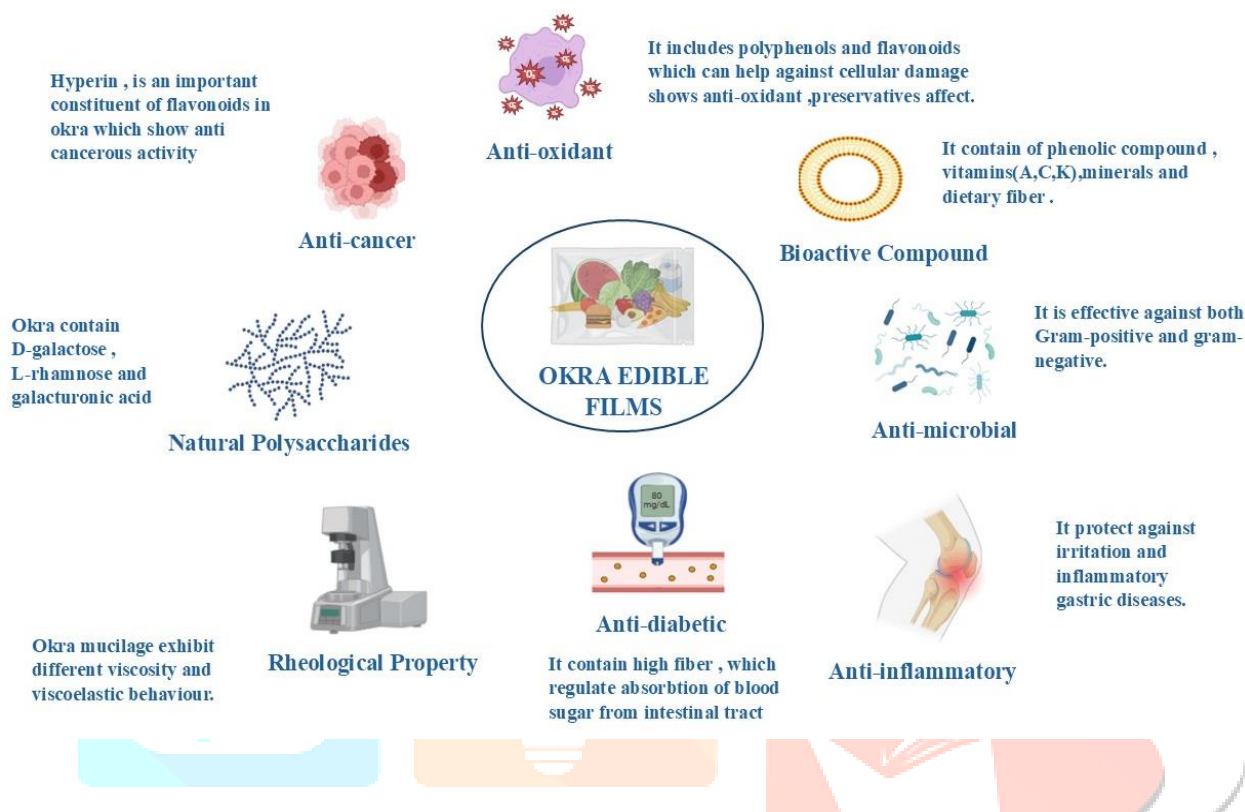 It includes polyphenols and flavonoids
which can help against cellular damage
shows anti-oxidant ,preservatives affect.
Anti-oxidant
Hyperin , is an important
constituent of flavonoids in
okra which show anti
cancerous activity
Anti-cancer
It contain of phenolic compound ,
vitamins(A,C,K),minerals and
dietary fiber .
Bioactive Compound
OKRA EDIBLE
FILMS
Okra contain
D-galactose ,
L-rhamnose and
galacturonic acid
Natural Polysaccharides
It is effective against both
Gram-positive and gram-
negative.
Anti-microbial
80
mg/dL
Anti-diabetic
It contain high fiber , which
regulate absorbtion of blood
sugar from intestinal tract
Rheological Property
Okra mucilage exhibit
different viscosity and
viscoelastic behaviour.
It protect against
irritation and
inflammatory
gastric diseases.
Anti-inflammatory